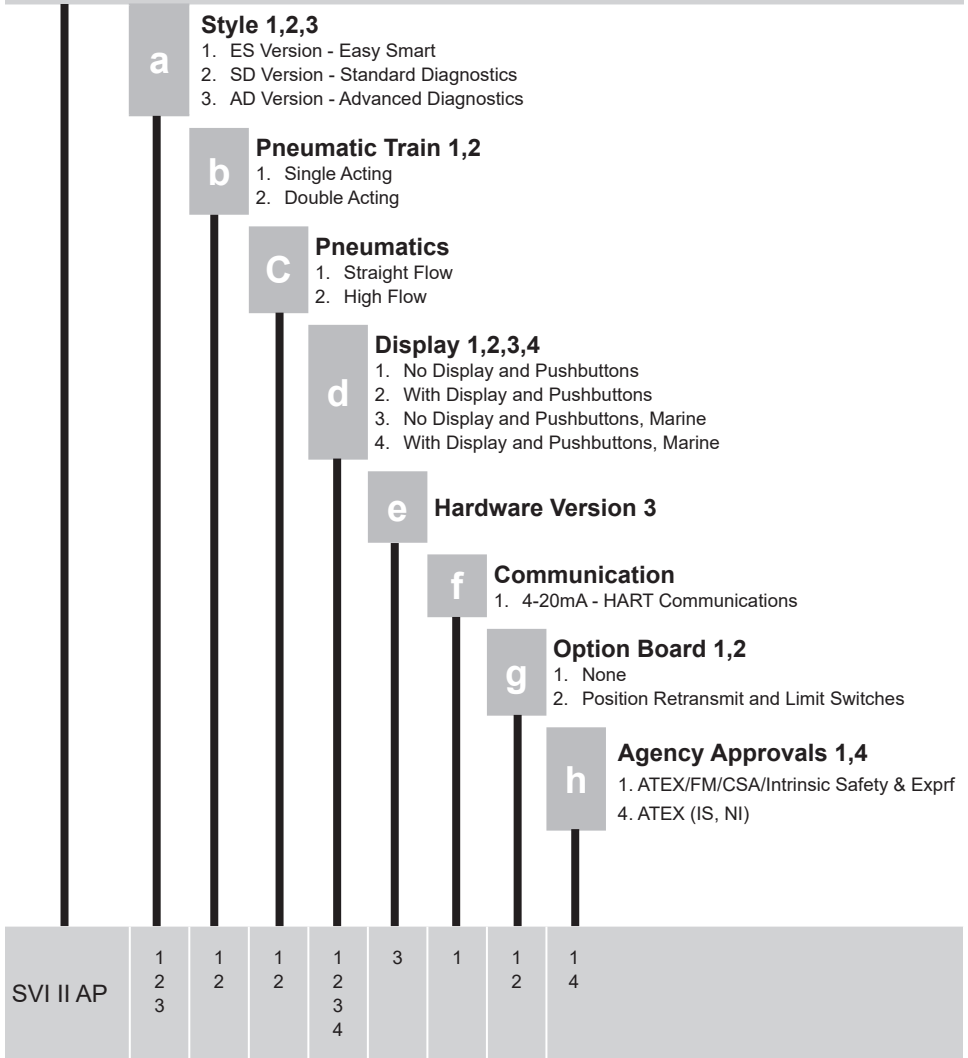 a
Style 1,2,3
1. ES Version - Easy Smart
2. SD Version - Standard Diagnostics
3. AD Version - Advanced Diagnostics
b
Pneumatic Train 1,2
1. Single Acting
2. Double Acting
C
Pneumatics
1. Straight Flow
2. High Flow
d
Display 1,2,3,4
1. No Display and Pushbuttons
2. With Display and Pushbuttons
3. No Display and Pushbuttons, Marine
4. With Display and Pushbuttons, Marine
e
Hardware Version 3
f
Communication
1. 4-20mA - HART Communications
g
Option Board 1,2
1. None
2. Position Retransmit and Limit Switches
h
Agency Approvals 1,4
1. ATEX/FM/CSA/Intrinsic Safety & Exprf
4. ATEX (IS, NI)
SVI II AP
1 1 1 1 3 1 1 1
2 2 2 2 2 4
3 3
4